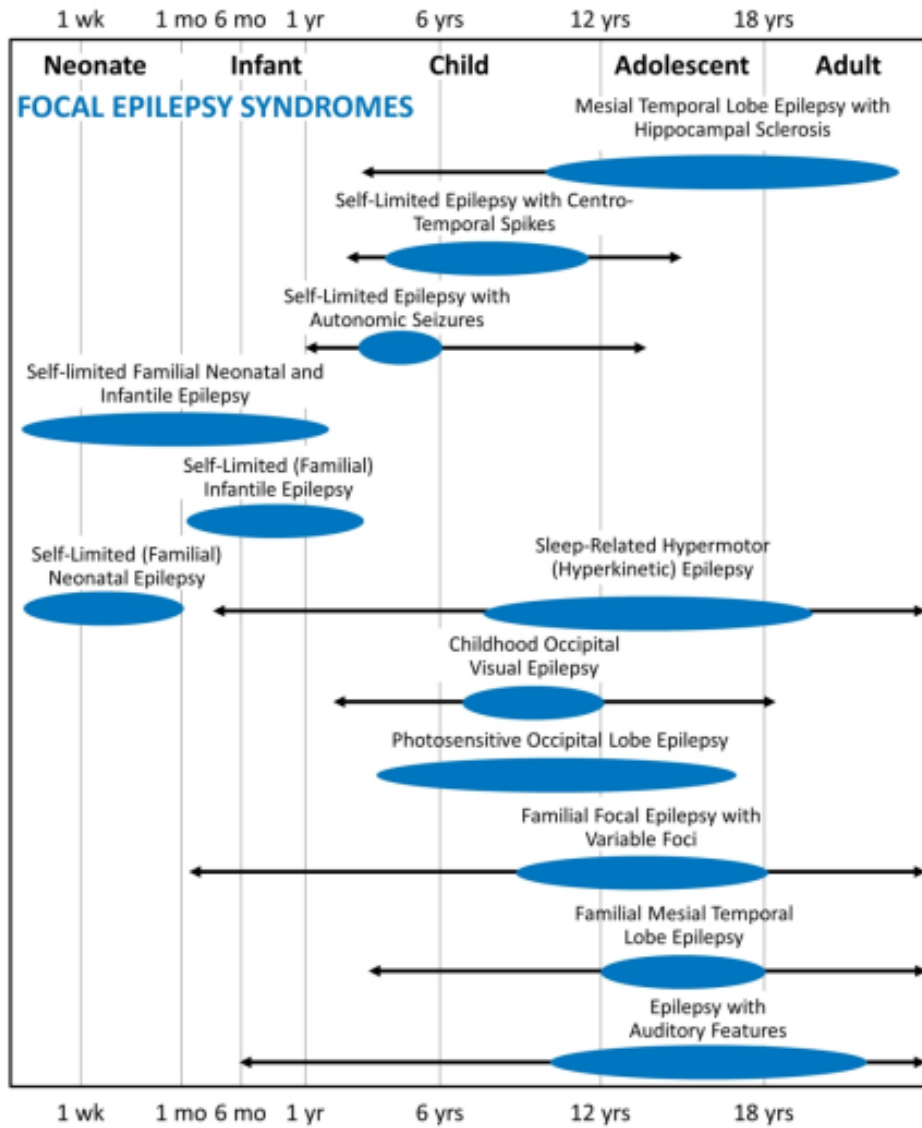 1 wk 1 mo 6 mo 1 yr 6 yrs 12 yrs 18 yrs
Neonate Infant Child Adolescent Adult
FOCAL EPILEPSY SYNDROMES
Mesial Temporal Lobe Epilepsy with
Hippocampal Sclerosis
Self-Limited Epilepsy with Centro-
Temporal Spikes
Self-Limited Epilepsy with
Autonomic Seizures
Self-limited Familial Neonatal and
Infantile Epilepsy
Self-Limited (Familial)
Infantile Epilepsy
Self-Limited (Familial)
Neonatal Epilepsy
Sleep-Related Hypermotor
(Hyperkinetic) Epilepsy
Childhood Occipital
Visual Epilepsy
Photosensitive Occipital Lobe Epilepsy
Familial Focal Epilepsy with
Variable Foci
Familial Mesial Temporal
Lobe Epilepsy
Epilepsy with
Auditory Features
1 wk 1 mo 6 mo 1 yr 6 yrs 12 yrs 18 yrs